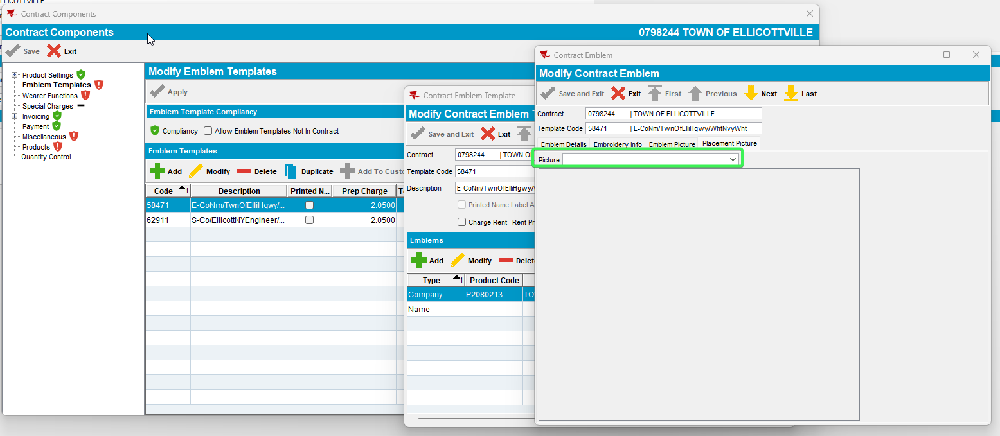 LLICOTTVILLE
Contract Components
Contract Components
0798244 TOWN OF ELLICOTTVILLE
Save Exit
Product Settings
Emblem Templates
Wearer Functions
Special Charges
Invoicing
Payment
Miscellaneous
Products
Quantity Control
Modify Emblem Templates
Apply
Emblem Template Compliancy
Compliancy Allow Emblem Templates Not In Contract
Emblem Templates
Add Modify Delete Duplicate Add To Custo
Code 1 Description Printed N... Prep Charge T
58471 E-CoNm/TwnOfElliHgwy/... 2.0500
62911 S-Co/EllicottNYEngineer/... 2.0500
Contract Emblem Template
Modify Contract Emblem T
Save and Exit Exit
Contract 0798244 | TOWN OF
Template Code 58471
Description E-CoNm/TwnOfElliHgwy/
Printed Name Label A
Charge Rent Rent Pr
Emblems
Add Modify Delet
Type 1 Product Code
Company P2080213 TO
Name
Contract Emblem
Modify Contract Emblem
Save and Exit Exit First Previous Next Last
Contract 0798244 | TOWN OF ELLICOTTVILLE
Template Code 58471 | E-CoNm/TwnOfElliHgwy/WhtNvyWht
Emblem Details Embroidery Info Emblem Picture Placement Picture
Picture